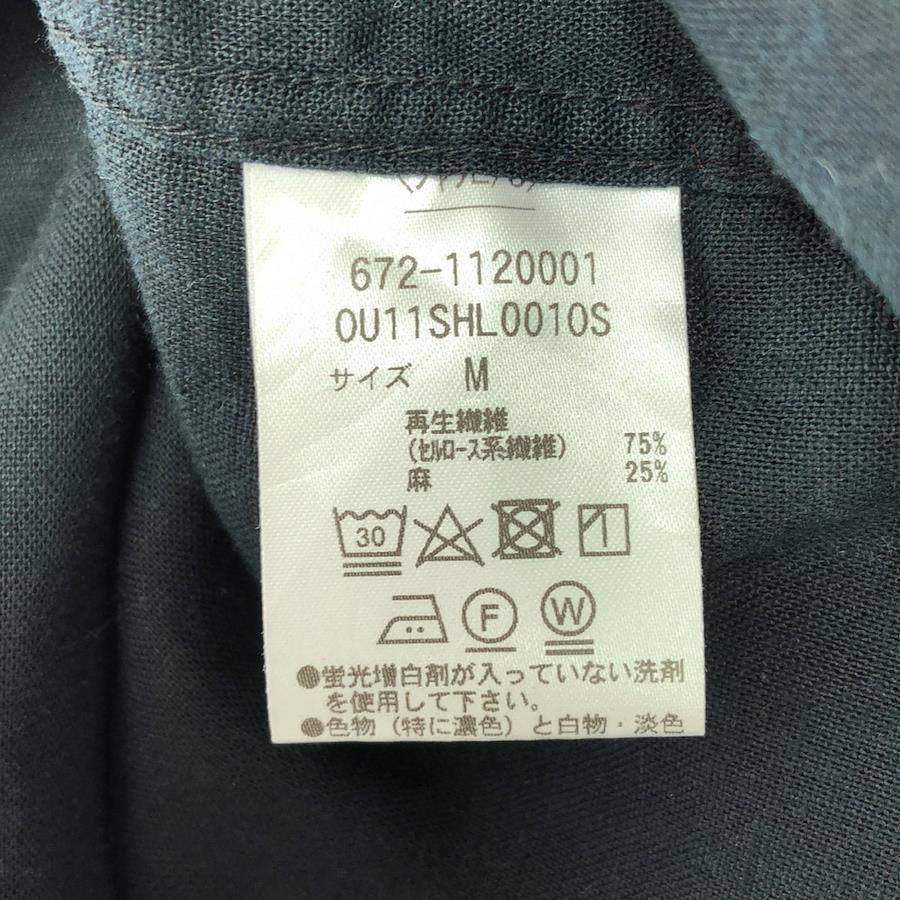 672-1120001
OU11SHL0010S
サイズ M
再生繊維
(セルロース系繊維) 75%
麻 25%
30
F W
●蛍光増白剤が入っていない洗剤
を使用して下さい。
●色物(特に濃色)と白物・淡色